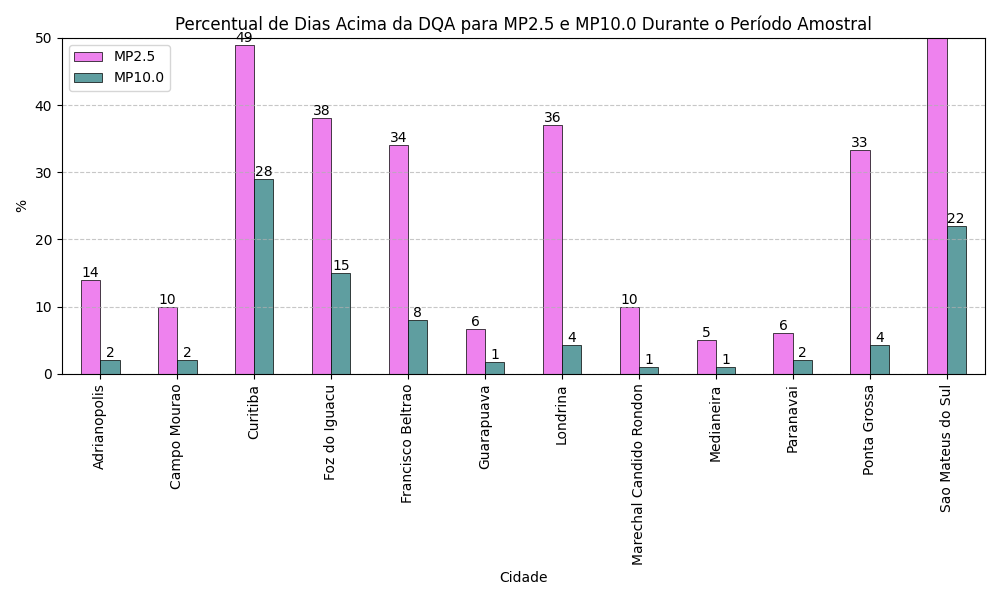 Percentual de Dias Acima da DQA para MP2.5 e MP10.0 Durante o Período Amostral
MP2.5
MP10.0
%
50
40
30
20
10
0
14
2
10
2
49
28
38
15
34
8
6
1
36
4
10
1
5
1
6
2
33
4
22
Adrianopolis
Campo Mourao
Curitiba
Foz do Iguacu
Francisco Beltrao
Guarapuava
Londrina
Marechal Candido Rondon
Medianeira
Paranavai
Ponta Grossa
Sao Mateus do Sul
Cidade